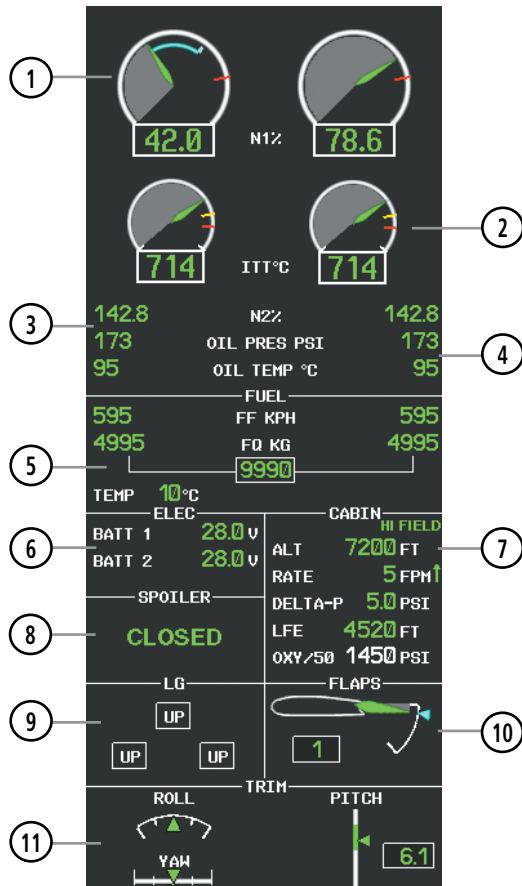 1
42.0 N1% 78.6
2
714 ITT°C 714
3
142.8 N2% 142.8
173 OIL PRES PSI 173
4
95 OIL TEMP °C 95
FUEL
595 FF KPH 595
4995 FQ KG 4995
5
9990
TEMP 10°C
ELEC
BATT 1 28.0 V
6
BATT 2 28.0 V
CABIN
HI FIELD
ALT 7200 FT
7
RATE 5 FPM↑
DELTA-P 5.0 PSI
LFE 4520 FT
OXY/50 1450 PSI
SPOILER
8
CLOSED
LG
9
UP
UP UP
FLAPS
10
1
TRIM
ROLL PITCH
11
YAW 6.1